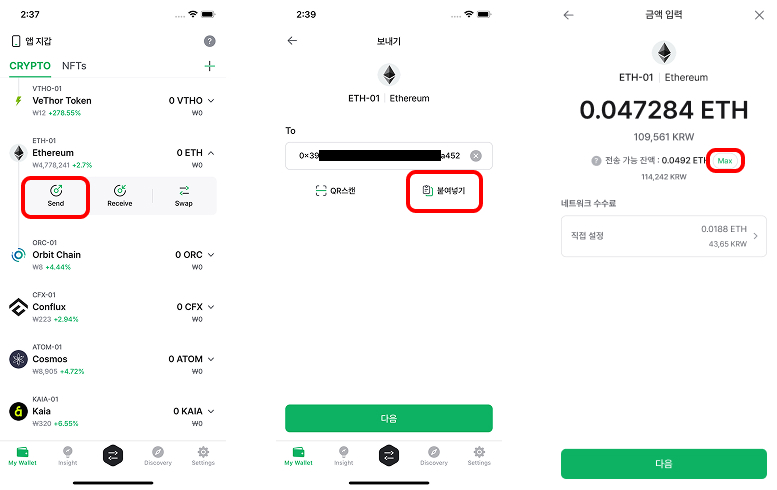 2:37
앱 지갑
?
CRYPTO NFTs
VTHO-01
VeThor Token 0 VTHO
₩12 +278.55% ₩0
ETH-01
Ethereum 0 ETH
₩4,778,241 +2.7% ₩0
Send Receive Swap
ORC-01
Orbit Chain 0 ORC
₩8 +4.44% ₩0
CFX-01
Conflux 0 CFX
₩223 +2.94% ₩0
ATOM-01
Cosmos 0 ATOM
₩8,905 +4.72% ₩0
KAIA-01
Kaia 0 KAIA
₩320 +6.55% ₩0
My Wallet Insight Discovery Settings
2:39
보내기
ETH-01 Ethereum
To
0x39 a452
QR스캔 붙여넣기
다음
My Wallet Insight Discovery Settings
금액 입력
ETH-01 Ethereum
0.047284 ETH
109,561 KRW
? 전송 가능 잔액 : 0.0492 ETH Max
114,242 KRW
네트워크 수수료
직접 설정 0.0188 ETH
43,65 KRW
다음